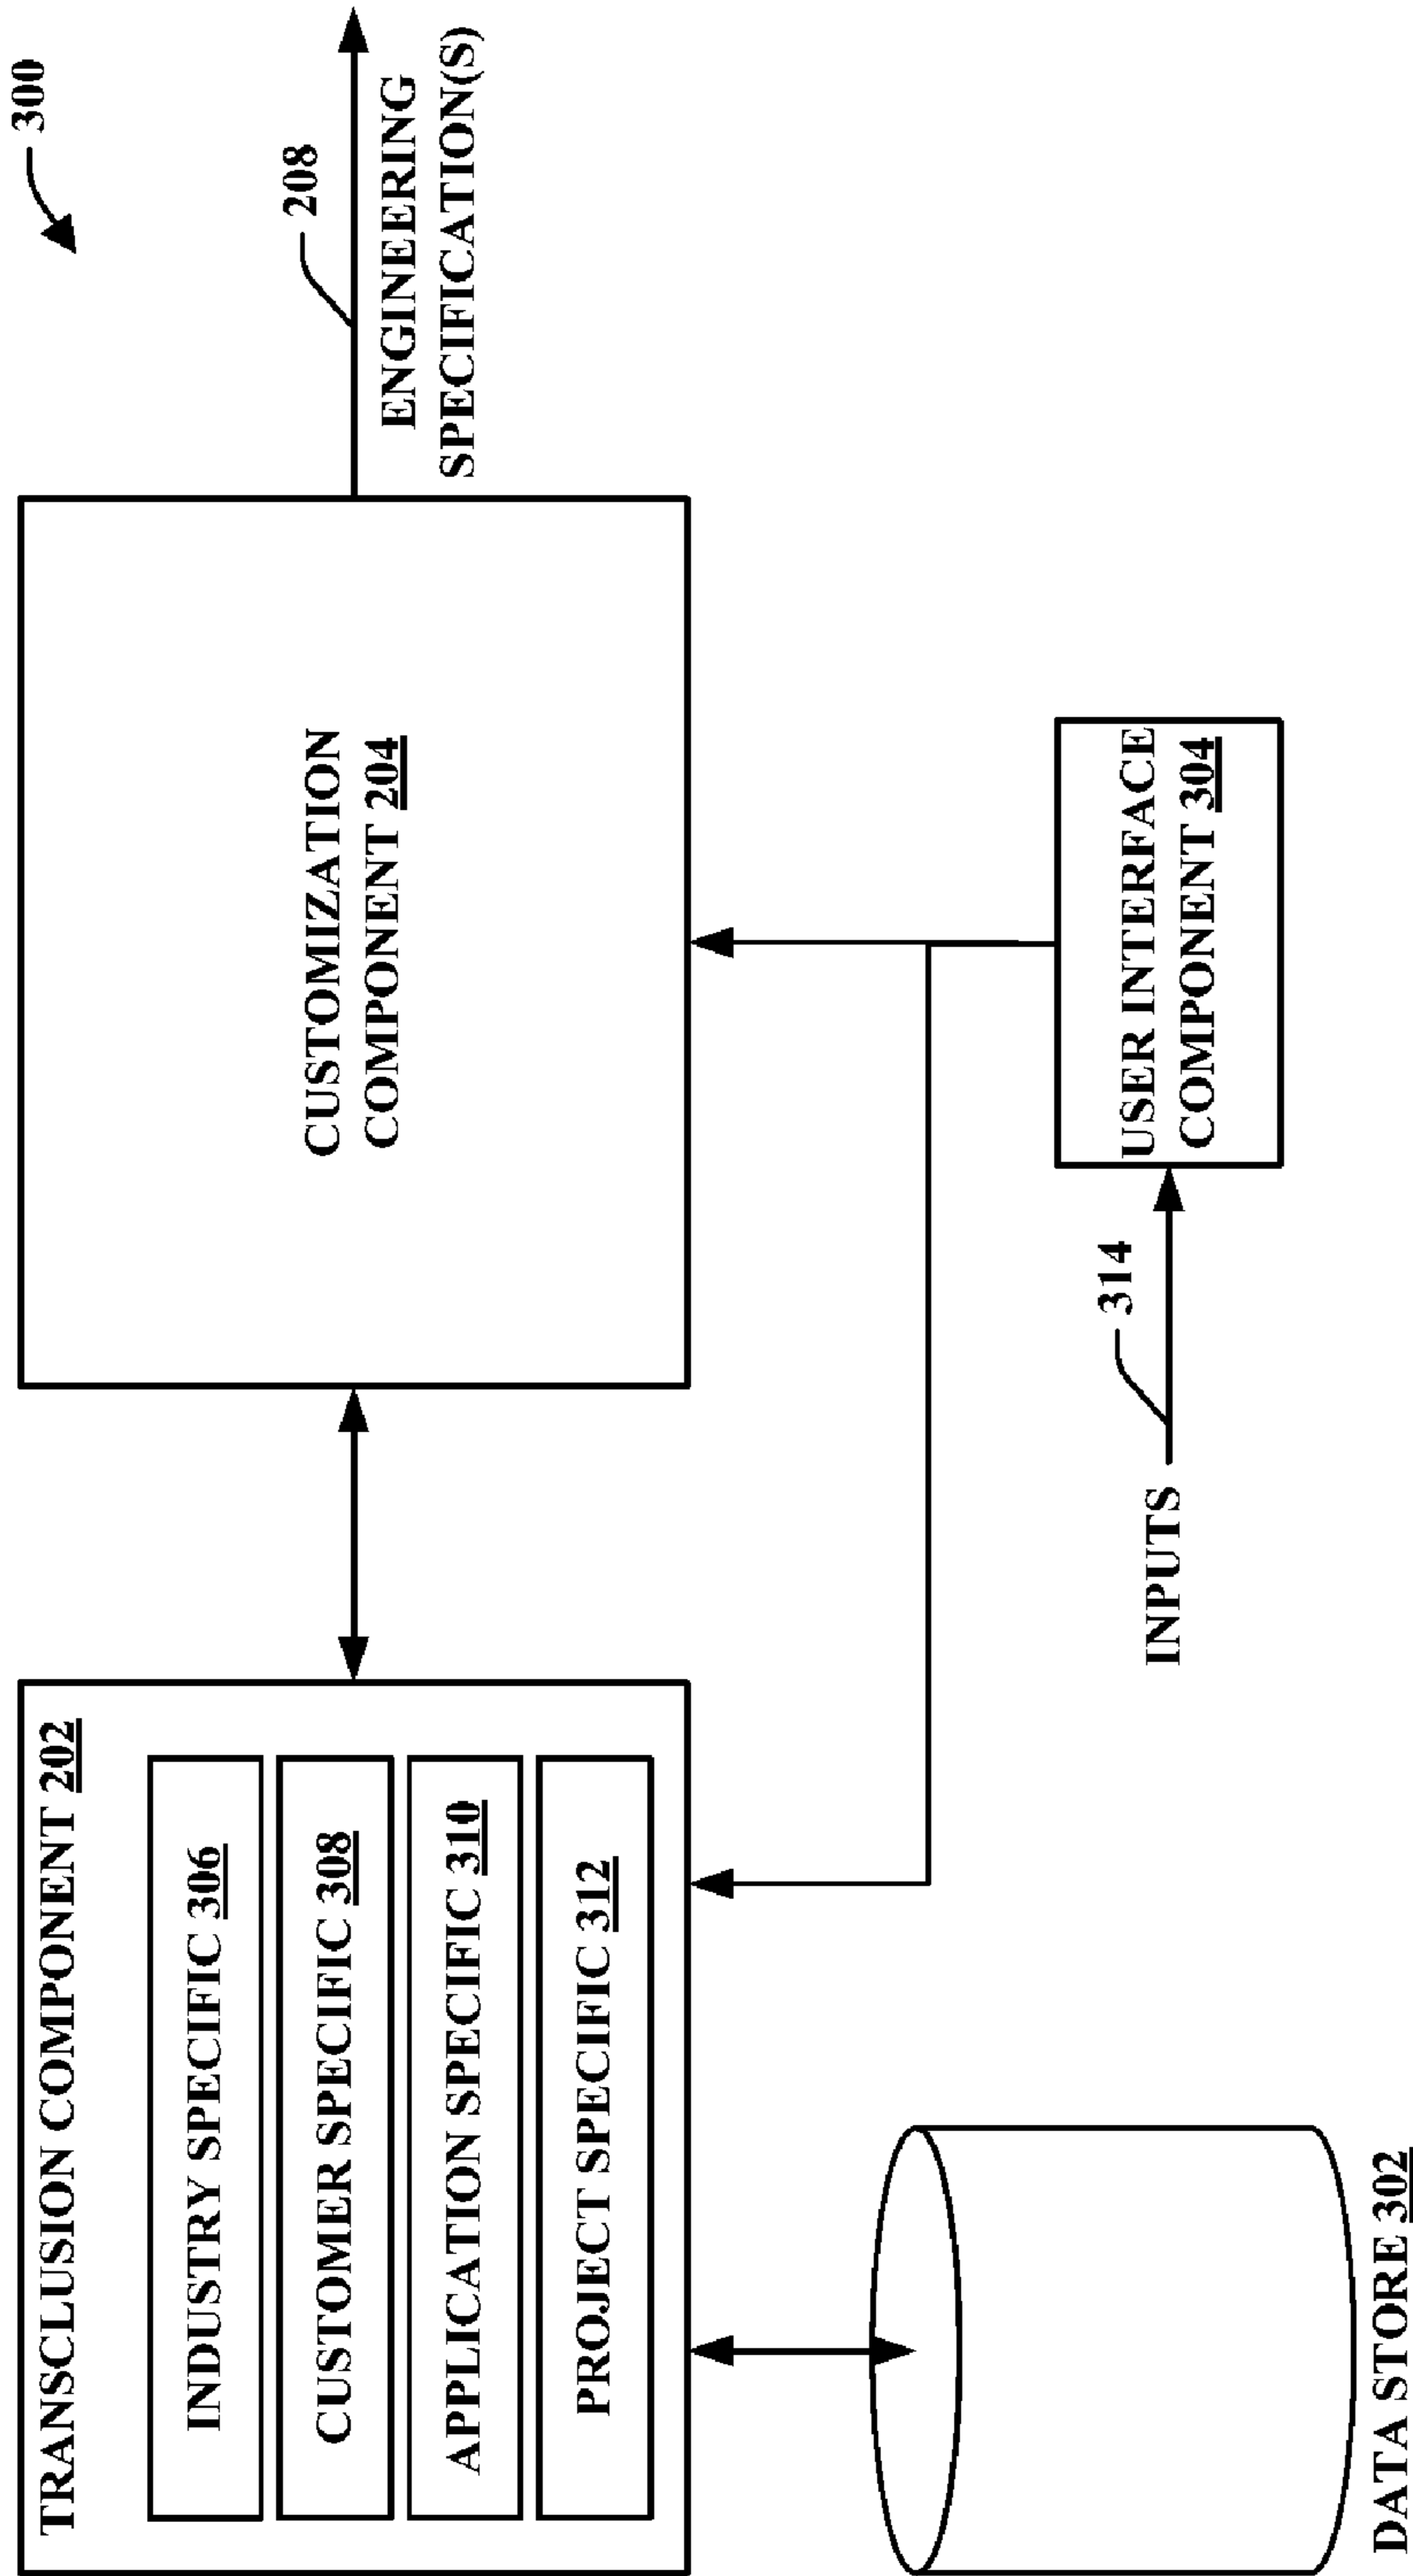 300
TRANSCLUSION COMPONENT 202
INDUSTRY SPECIFIC 306
CUSTOMER SPECIFIC 308
APPLICATION SPECIFIC 310
PROJECT SPECIFIC 312
CUSTOMIZATION
COMPONENT 204
208
ENGINEERING
SPECIFICATION(S)
DATA STORE 302
INPUTS
314
USER INTERFACE
COMPONENT 304